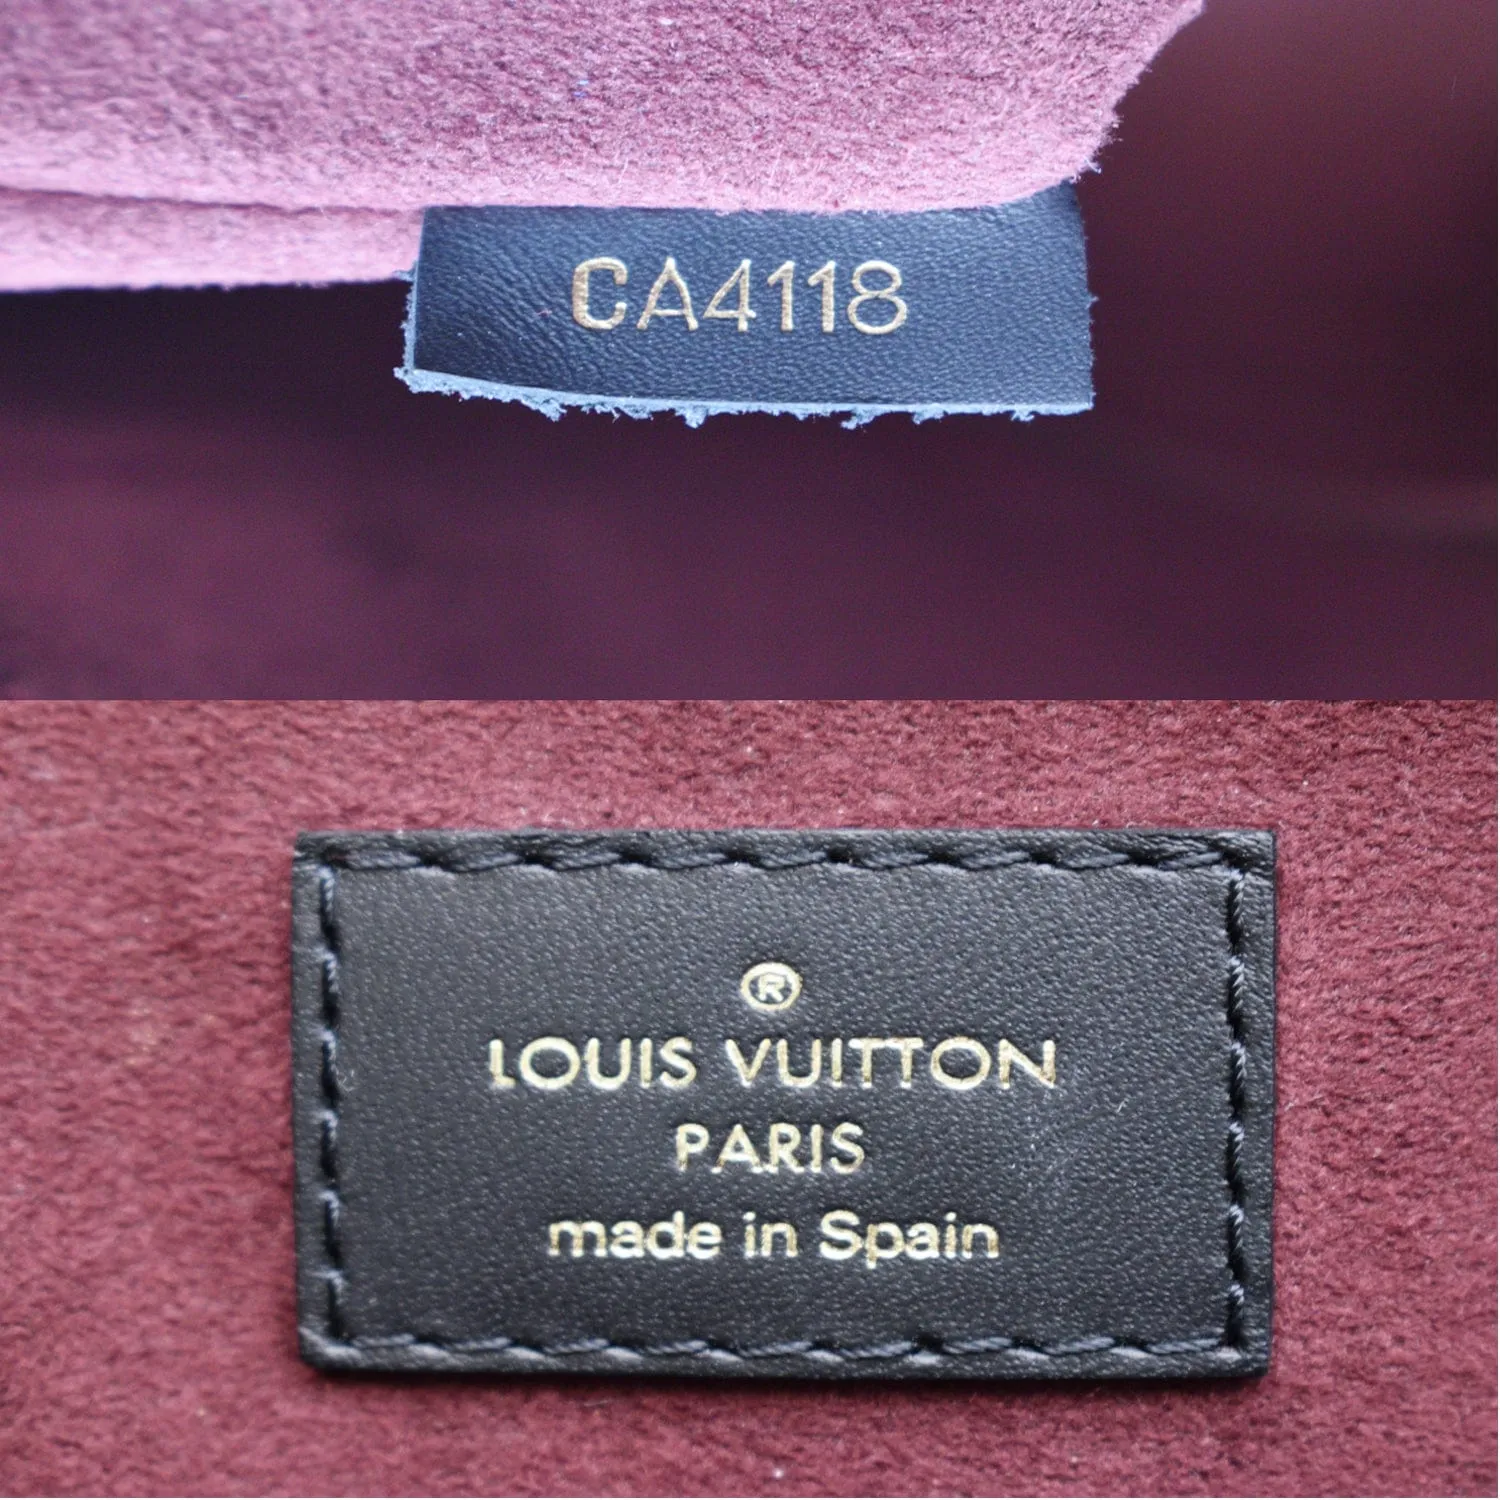 CA4118
®
LOUIS VUITTON
PARIS
made in Spain